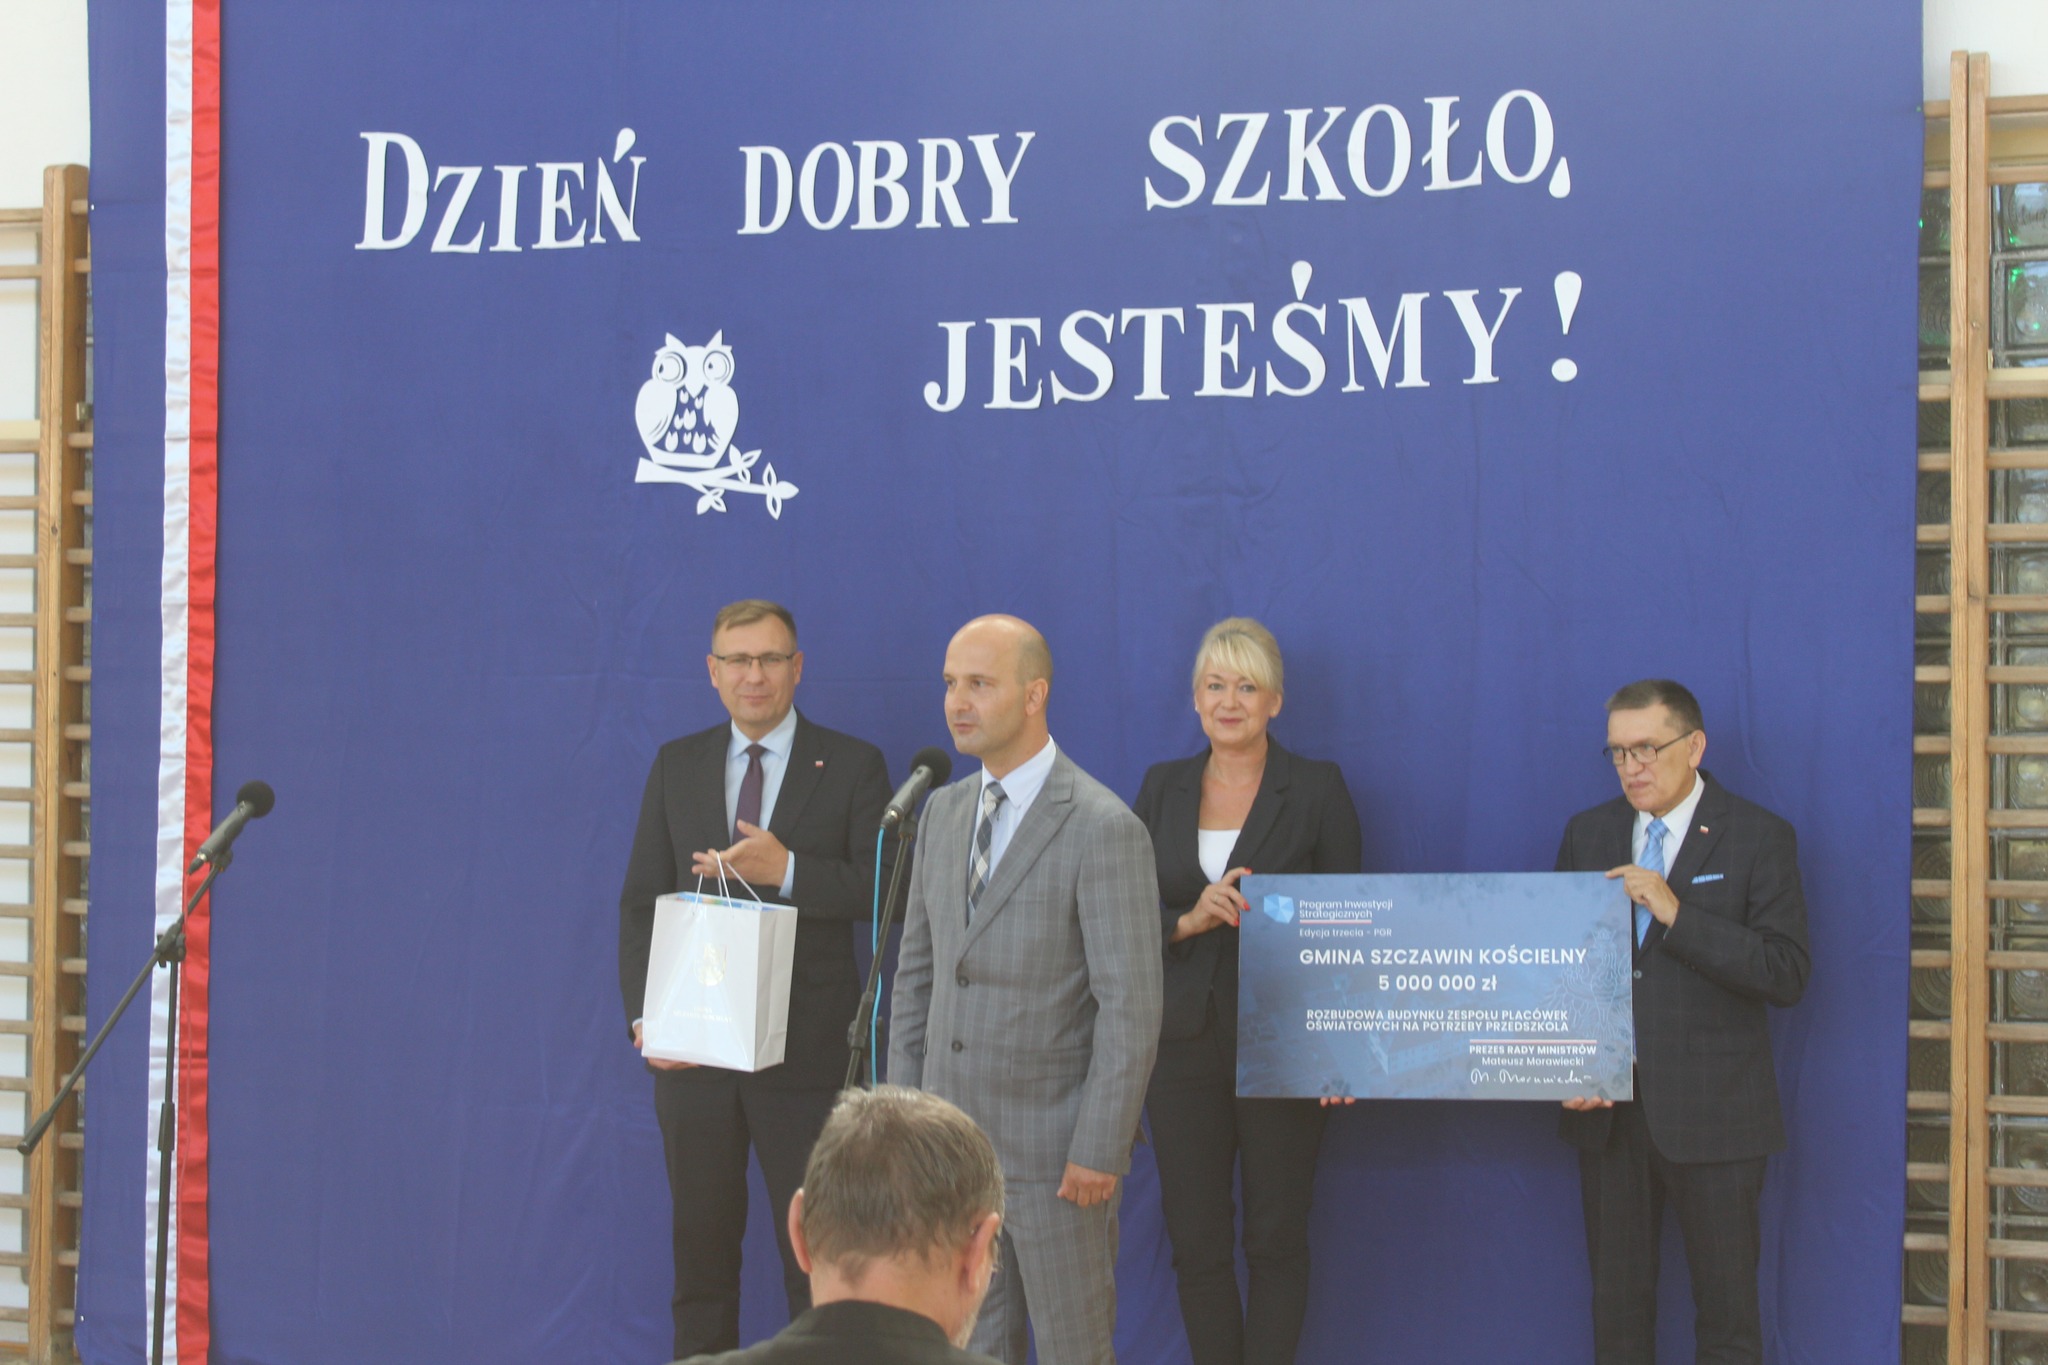 DZIEŃ DOBRY SZKOŁO,
JESTEŚMY!
Program Inwestycji
Strategicznych
Edycja trzecia - PGR
GMINA SZCZAWIN KOŚCIELNY
5 000 000 zł
ROZBUDOWA BUDYNKU ZESPOŁU PLACÓWEK
OŚWIATOWYCH NA POTRZEBY PRZEDSZKOLA
PREZES RADY MINISTRÓW
Mateusz Morawiecki
M. Morawiecki